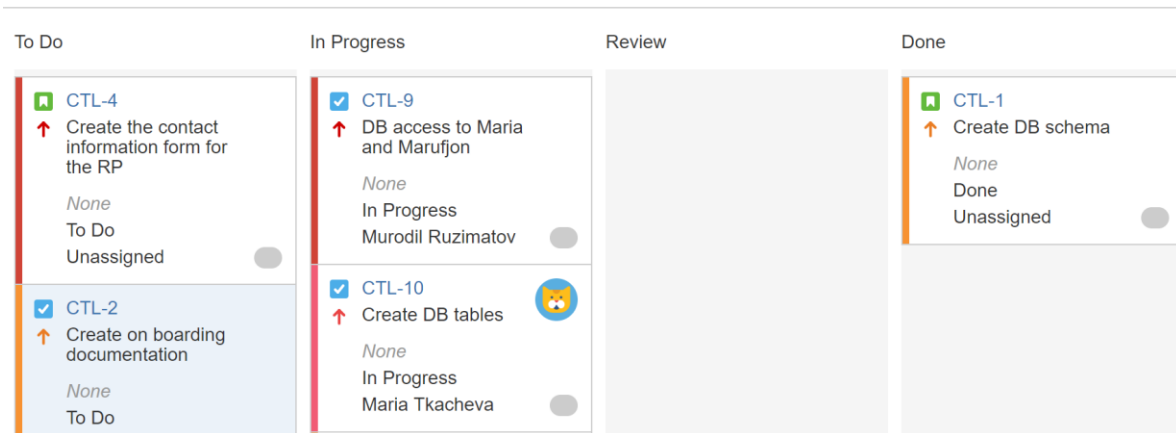 To Do
In Progress
Review
Done
CTL-4
Create the contact
information form for
the RP
None
To Do
Unassigned
CTL-2
Create on boarding
documentation
None
To Do
CTL-9
DB access to Maria
and Marufjon
None
In Progress
Murodil Ruzimatov
CTL-10
Create DB tables
None
In Progress
Maria Tkacheva
CTL-1
Create DB schema
None
Done
Unassigned